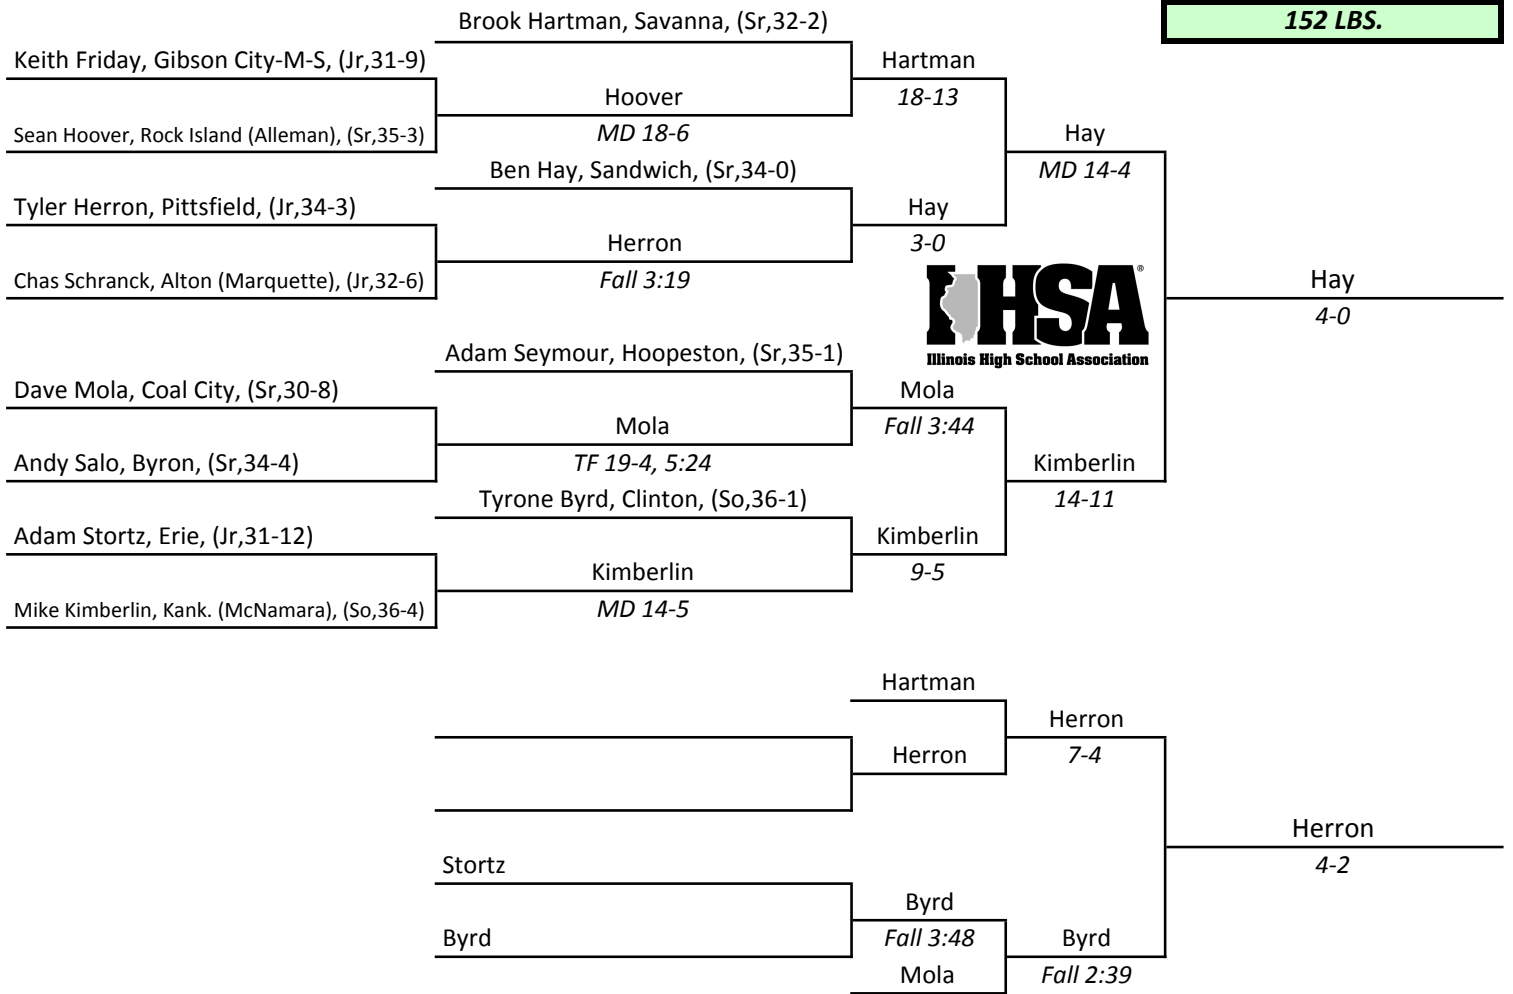 Brook Hartman, Savanna, (Sr,32-2)
152 LBS.
Keith Friday, Gibson City-M-S, (Jr,31-9)
Hartman
Hoover
18-13
Sean Hoover, Rock Island (Alleman), (Sr,35-3)
MD 18-6
Hay
Ben Hay, Sandwich, (Sr,34-0)
MD 14-4
Tyler Herron, Pittsfield, (Jr,34-3)
Hay
Herron
3-0
Chas Schranck, Alton (Marquette), (Jr,32-6)
Fall 3:19
IHSA®
Hay
4-0
Illinois High School Association
Adam Seymour, Hoopeston, (Sr,35-1)
Dave Mola, Coal City, (Sr,30-8)
Mola
Mola
Fall 3:44
Andy Salo, Byron, (Sr,34-4)
TF 19-4, 5:24
Kimberlin
Tyrone Byrd, Clinton, (So,36-1)
14-11
Adam Stortz, Erie, (Jr,31-12)
Kimberlin
Kimberlin
9-5
Mike Kimberlin, Kank. (McNamara), (So,36-4)
MD 14-5
Hartman
Herron
Herron
7-4
Herron
Stortz
4-2
Byrd
Byrd
Fall 3:48
Byrd
Mola
Fall 2:39